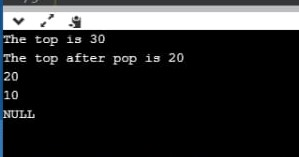 The top is 30
The top after pop is 20
20
10
NULL